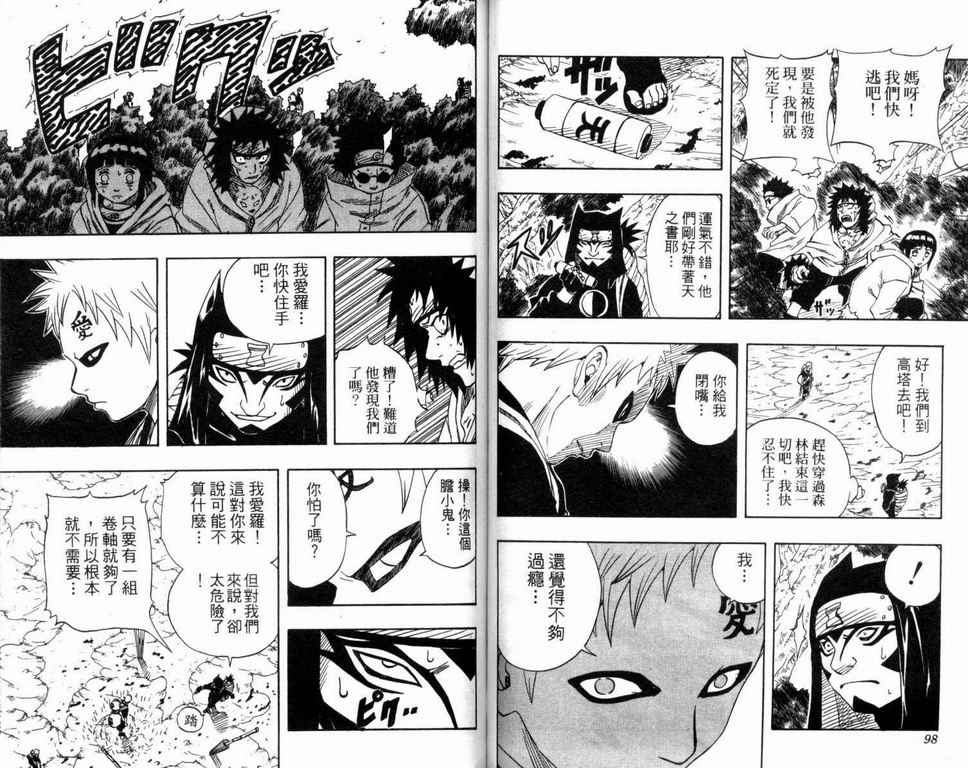 媽呀！
我們快
逃吧！
要是被他發
現，我們就
死定了！
ザッ
天
運氣不錯，他
們剛好帶著天
之書耶…
スッ
好！我們到
高塔去吧！
趕快穿過森
林結束這一
切吧，我快
忍不住了…
你給我
閉嘴…
！
我…
愛
還覺得不夠
過癮…
98
ビクッ
糟了！難道
他發現我們
了嗎？
我愛羅…
你快住手
吧…
愛
操！你這個
膽小鬼…
你怕了嗎？
ピク
我愛羅！
這對你來
說可能不
算什麼…
但對我們
來說，卻
太危險了
！
只要有一組
卷軸就夠了
，所以根本
就不需要…
踏